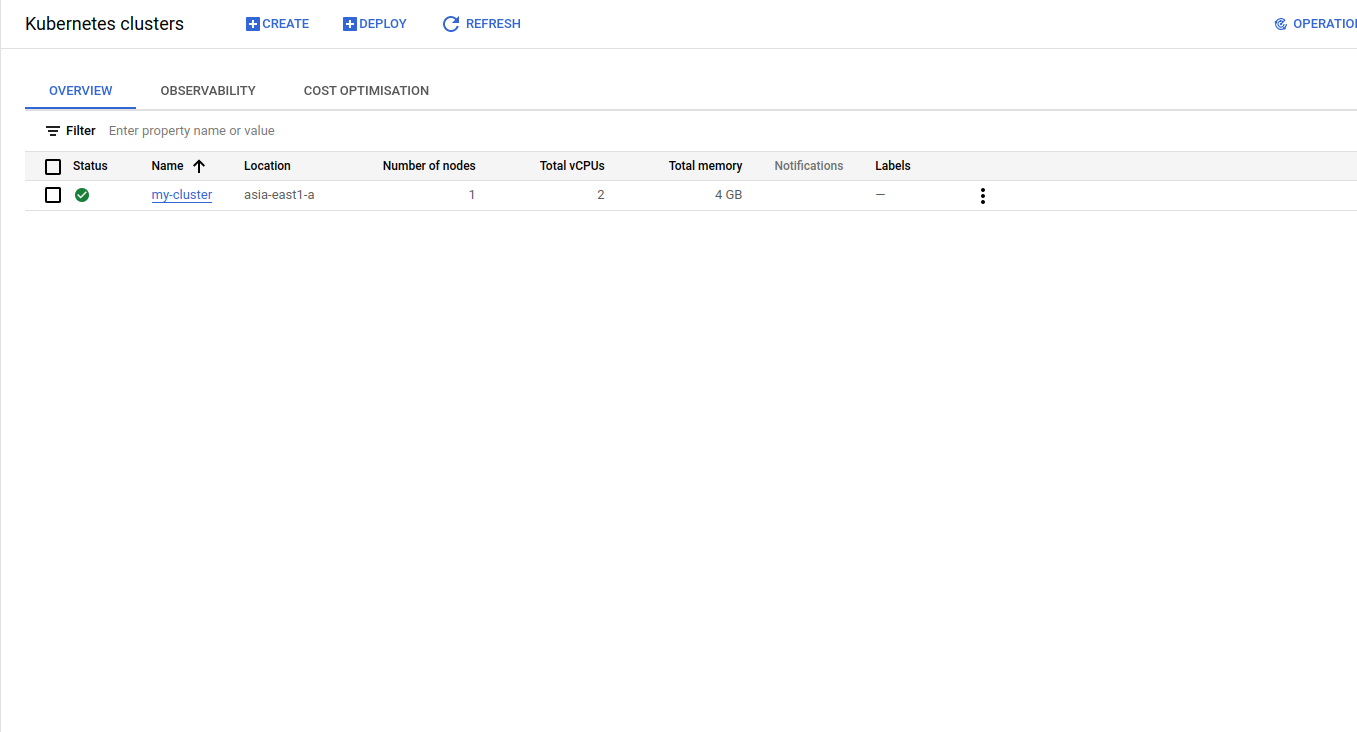 Kubernetes clusters CREATE DEPLOY REFRESH OPERATIO
OVERVIEW OBSERVABILITY COST OPTIMISATION
Filter Enter property name or value
Status Name Location Number of nodes Total vCPUs Total memory Notifications Labels
my-cluster asia-east1-a 1 2 4 GB —